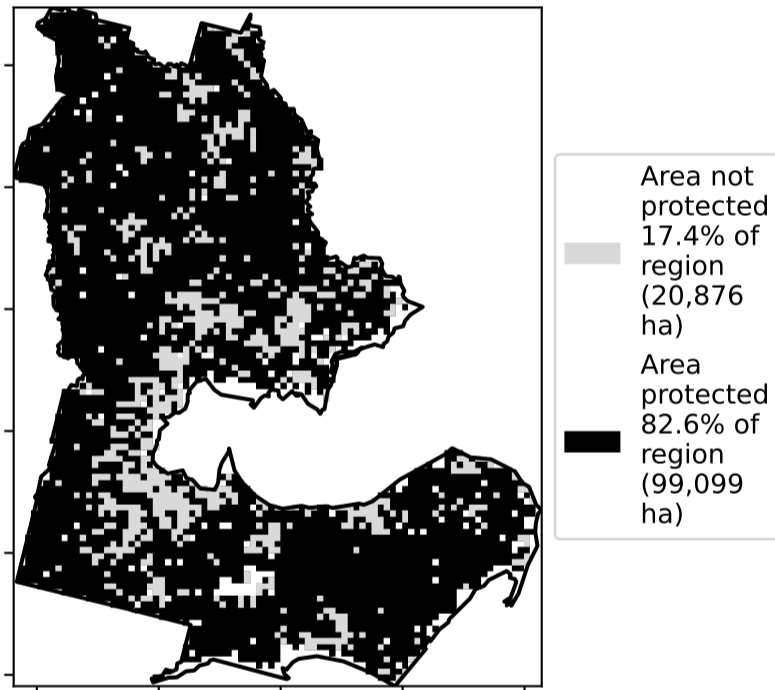 Area not
protected
17.4% of
region
(20,876
ha)
Area
protected
82.6% of
region
(99,099
ha)